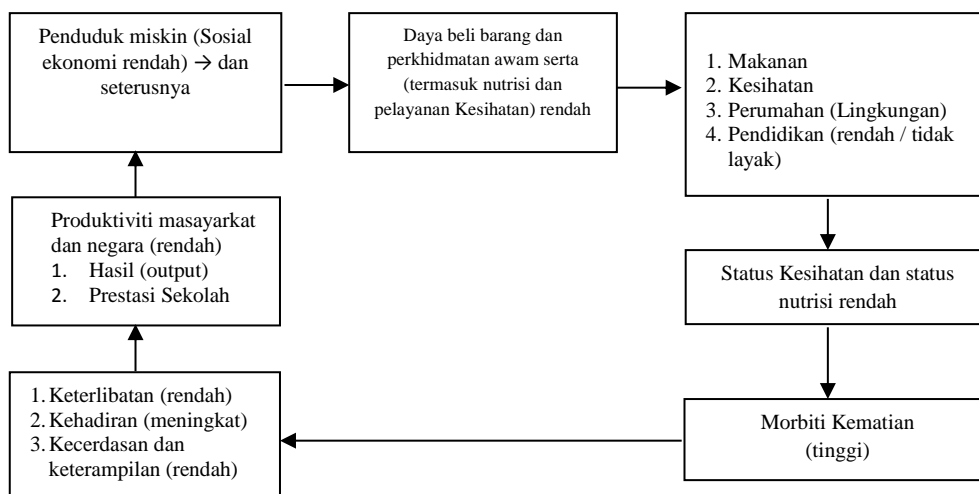 Penduduk miskin (Sosial
ekonomi rendah) → dan
seterusnya
Daya beli barang dan
perkhidmatan awam serta
(termasuk nutrisi dan
pelayanan Kesihatan) rendah
1. Makanan
2. Kesihatan
3. Perumahan (Lingkungan)
4. Pendidikan (rendah / tidak
layak)
Produktiviti masayarkat
dan negara (rendah)
1. Hasil (output)
2. Prestasi Sekolah
Status Kesihatan dan status
nutrisi rendah
1. Keterlibatan (rendah)
2. Kehadiran (meningkat)
3. Kecerdasan dan
keterampilan (rendah)
Morbiti Kematian
(tinggi)